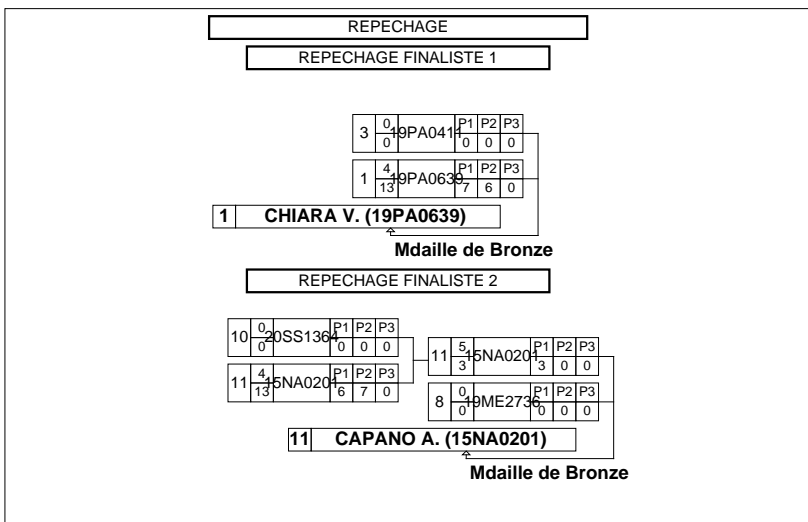 REPECHAGE
REPECHAGE FINALISTE 1
3 0 0 19PA0411 P1 P2 P3 0 0 0
1 4 13 19PA0639 P1 P2 P3 7 6 0
1 CHIARA V. (19PA0639)
Mdaille de Bronze
REPECHAGE FINALISTE 2
10 0 0 20SS1364 P1 P2 P3 0 0 0
11 5 3 15NA0201 P1 P2 P3 3 0 0
11 4 13 15NA0201 P1 P2 P3 6 7 0
8 0 0 19ME2736 P1 P2 P3 0 0 0
11 CAPANO A. (15NA0201)
Mdaille de Bronze